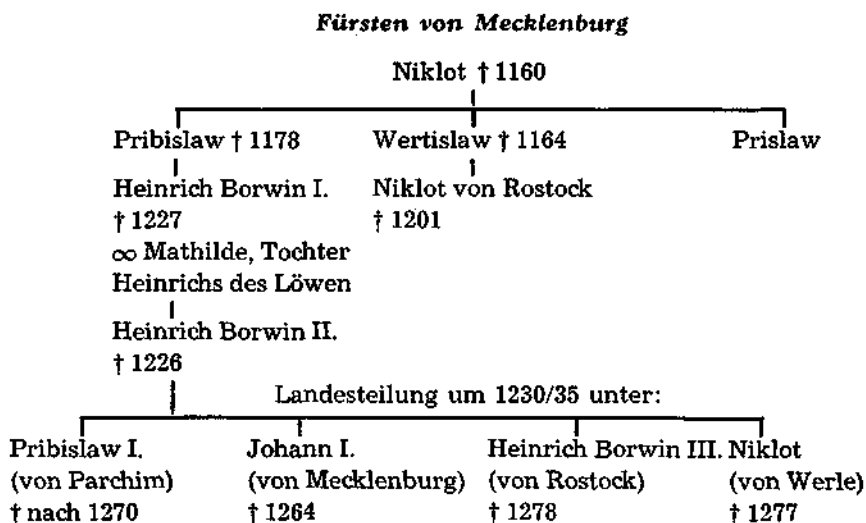 Fürsten von Mecklenburg
Niklot † 1160
Pribislaw † 1178
Wertislaw † 1164
Prislaw
Heinrich Borwin I.
† 1227
∞ Mathilde, Tochter
Heinrichs des Löwen
Niklot von Rostock
† 1201
Heinrich Borwin II.
† 1226
Landesteilung um 1230/35 unter:
Pribislaw I.
(von Parchim)
† nach 1270
Johann I.
(von Mecklenburg)
† 1264
Heinrich Borwin III.
(von Rostock)
† 1278
Niklot
(von Werle)
† 1277